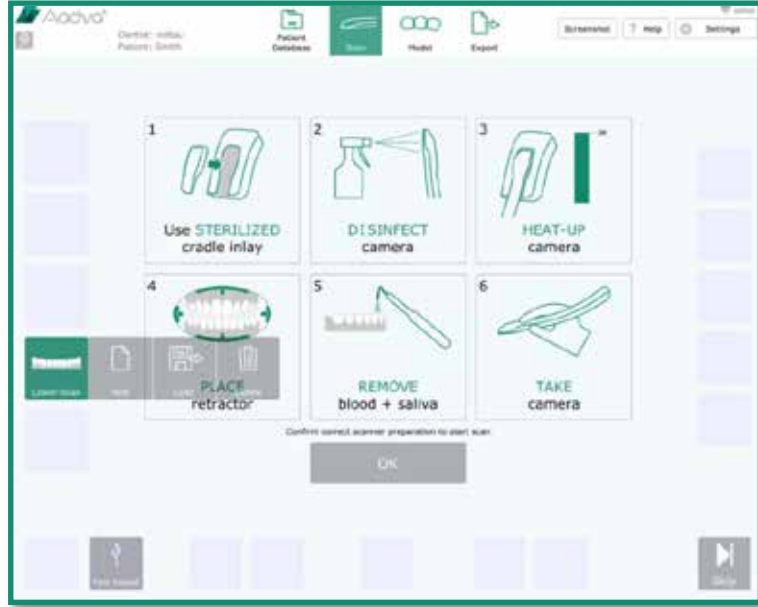 Aadva
Dentist:
Patient: Smith
Patient
Database
Scan
Model
Export
Screenshot
? Help
Settings
1
Use STERILIZED
cradle inlay
2
DISINFECT
camera
3
HEAT-UP
camera
4
PLACE
retractor
5
REMOVE
blood + saliva
6
TAKE
camera
Lower
Confirm correct scanner preparation to start scan
OK
Skip